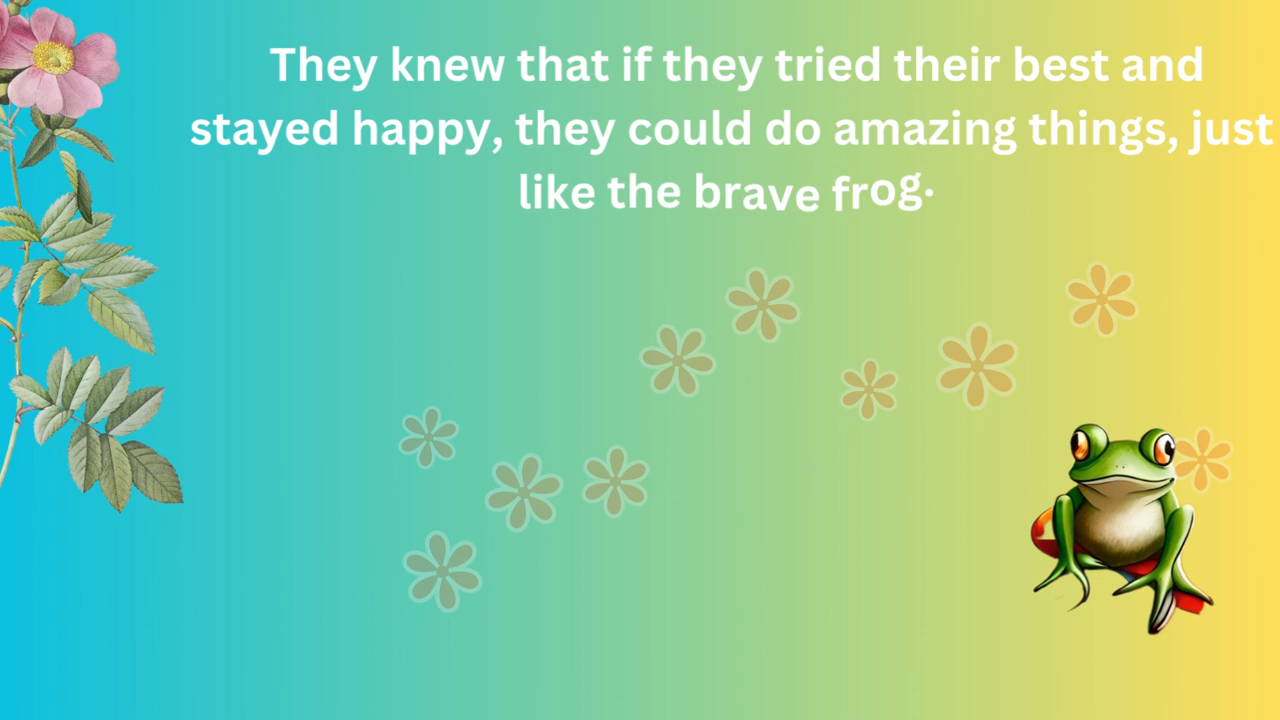 They knew that if they tried their best and
stayed happy, they could do amazing things, just
like the brave frog.